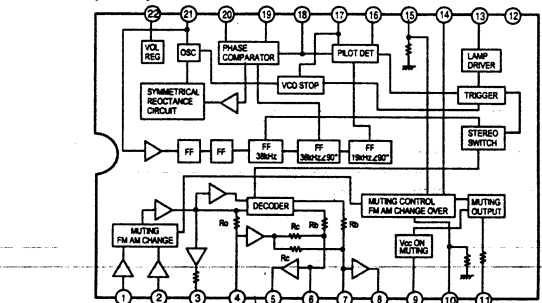 22 21 20 19 18 17 16 15 14 13 12
VOL
REG
OSC
PHASE
COMPARATOR
PILOT DET
LAMP
DRIVER
VCO STOP
TRIGGER
SYMMETRICAL
REOCTANCE
CIRCUIT
STEREO
SWITCH
FF
FF
FF
38kHz
FF
38kHz∠90°
FF
19kHz∠90°
DECODER
MUTING CONTROL
FM AM CHANGE OVER
MUTING
OUTPUT
MUTING
FM AM CHANGE
Ro
Rc
Rb
Rb
Rc
Vcc ON
MUTING
1 2 3 4 5 6 7 8 9 10 11